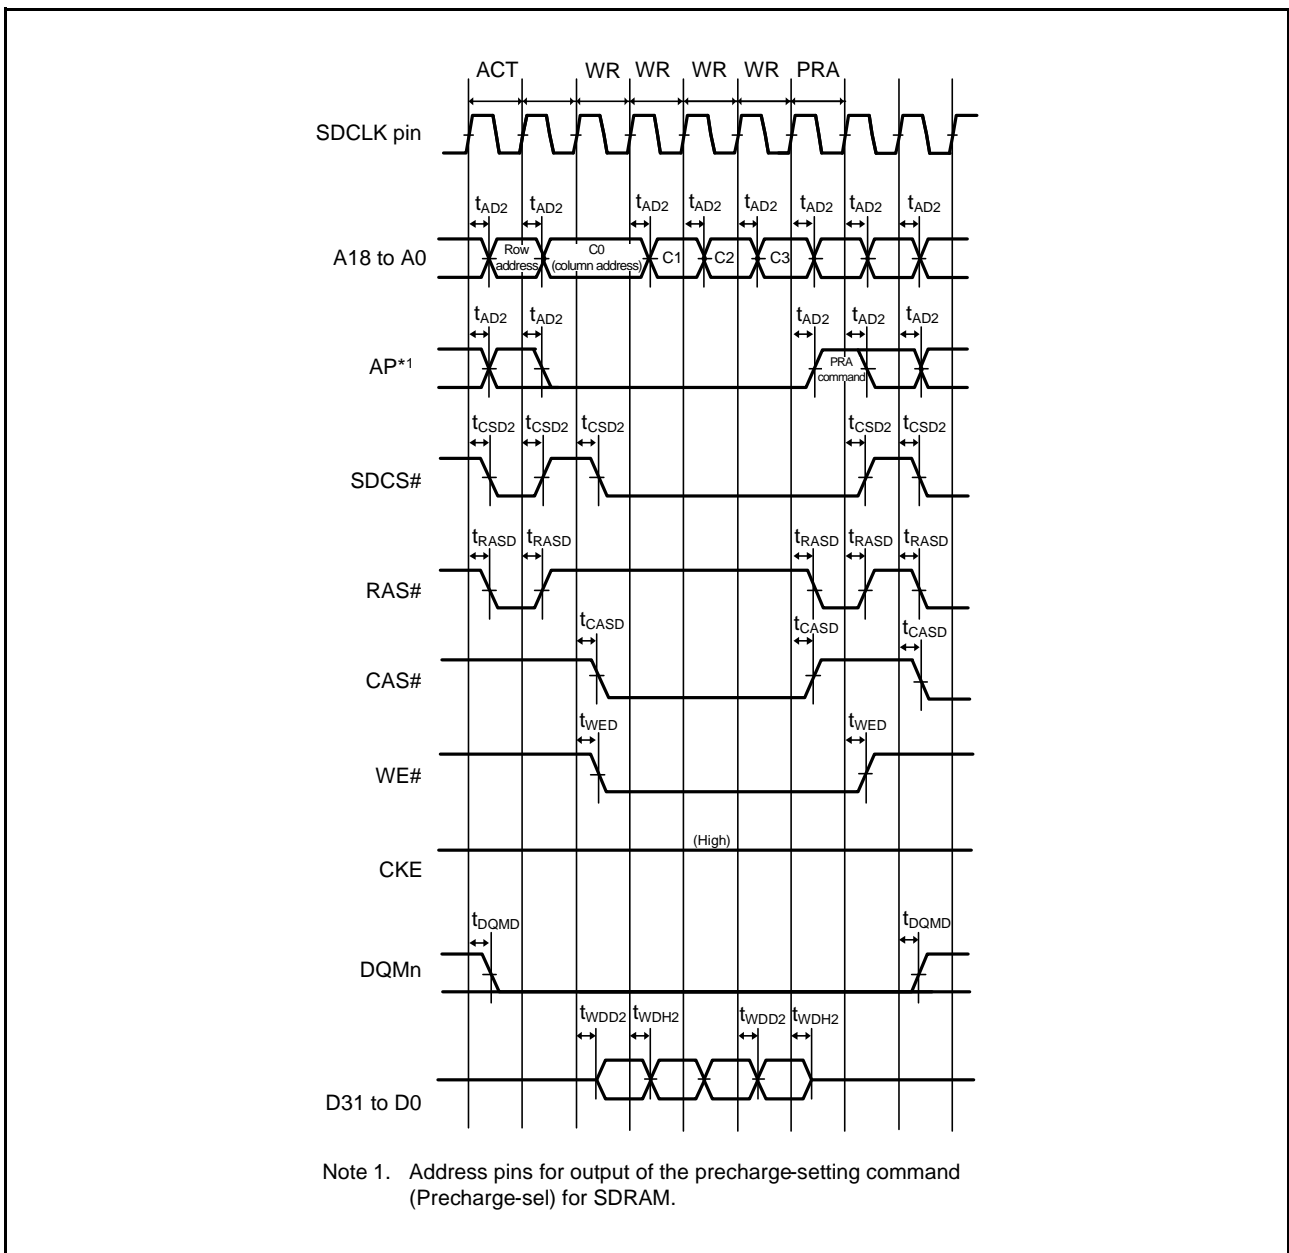 ACT WR WR WR WR PRA
SDCLK pin
tAD2 tAD2 tAD2 tAD2 tAD2 tAD2 tAD2 tAD2
A18 to A0
Row address
C0 (column address)
C1
C2
C3
tAD2 tAD2 tAD2 tAD2 tAD2
AP*1
PRA command
tCSD2 tCSD2 tCSD2 tCSD2 tCSD2
SDCS#
tRASD tRASD tRASD tRASD tRASD
RAS#
tCASD tCASD tCASD
CAS#
tWED tWED
WE#
(High)
CKE
tDQMD tDQMD
DQMn
tWDD2 tWDH2 tWDD2 tWDH2
D31 to D0
Note 1. Address pins for output of the precharge-setting command
(Precharge-sel) for SDRAM.